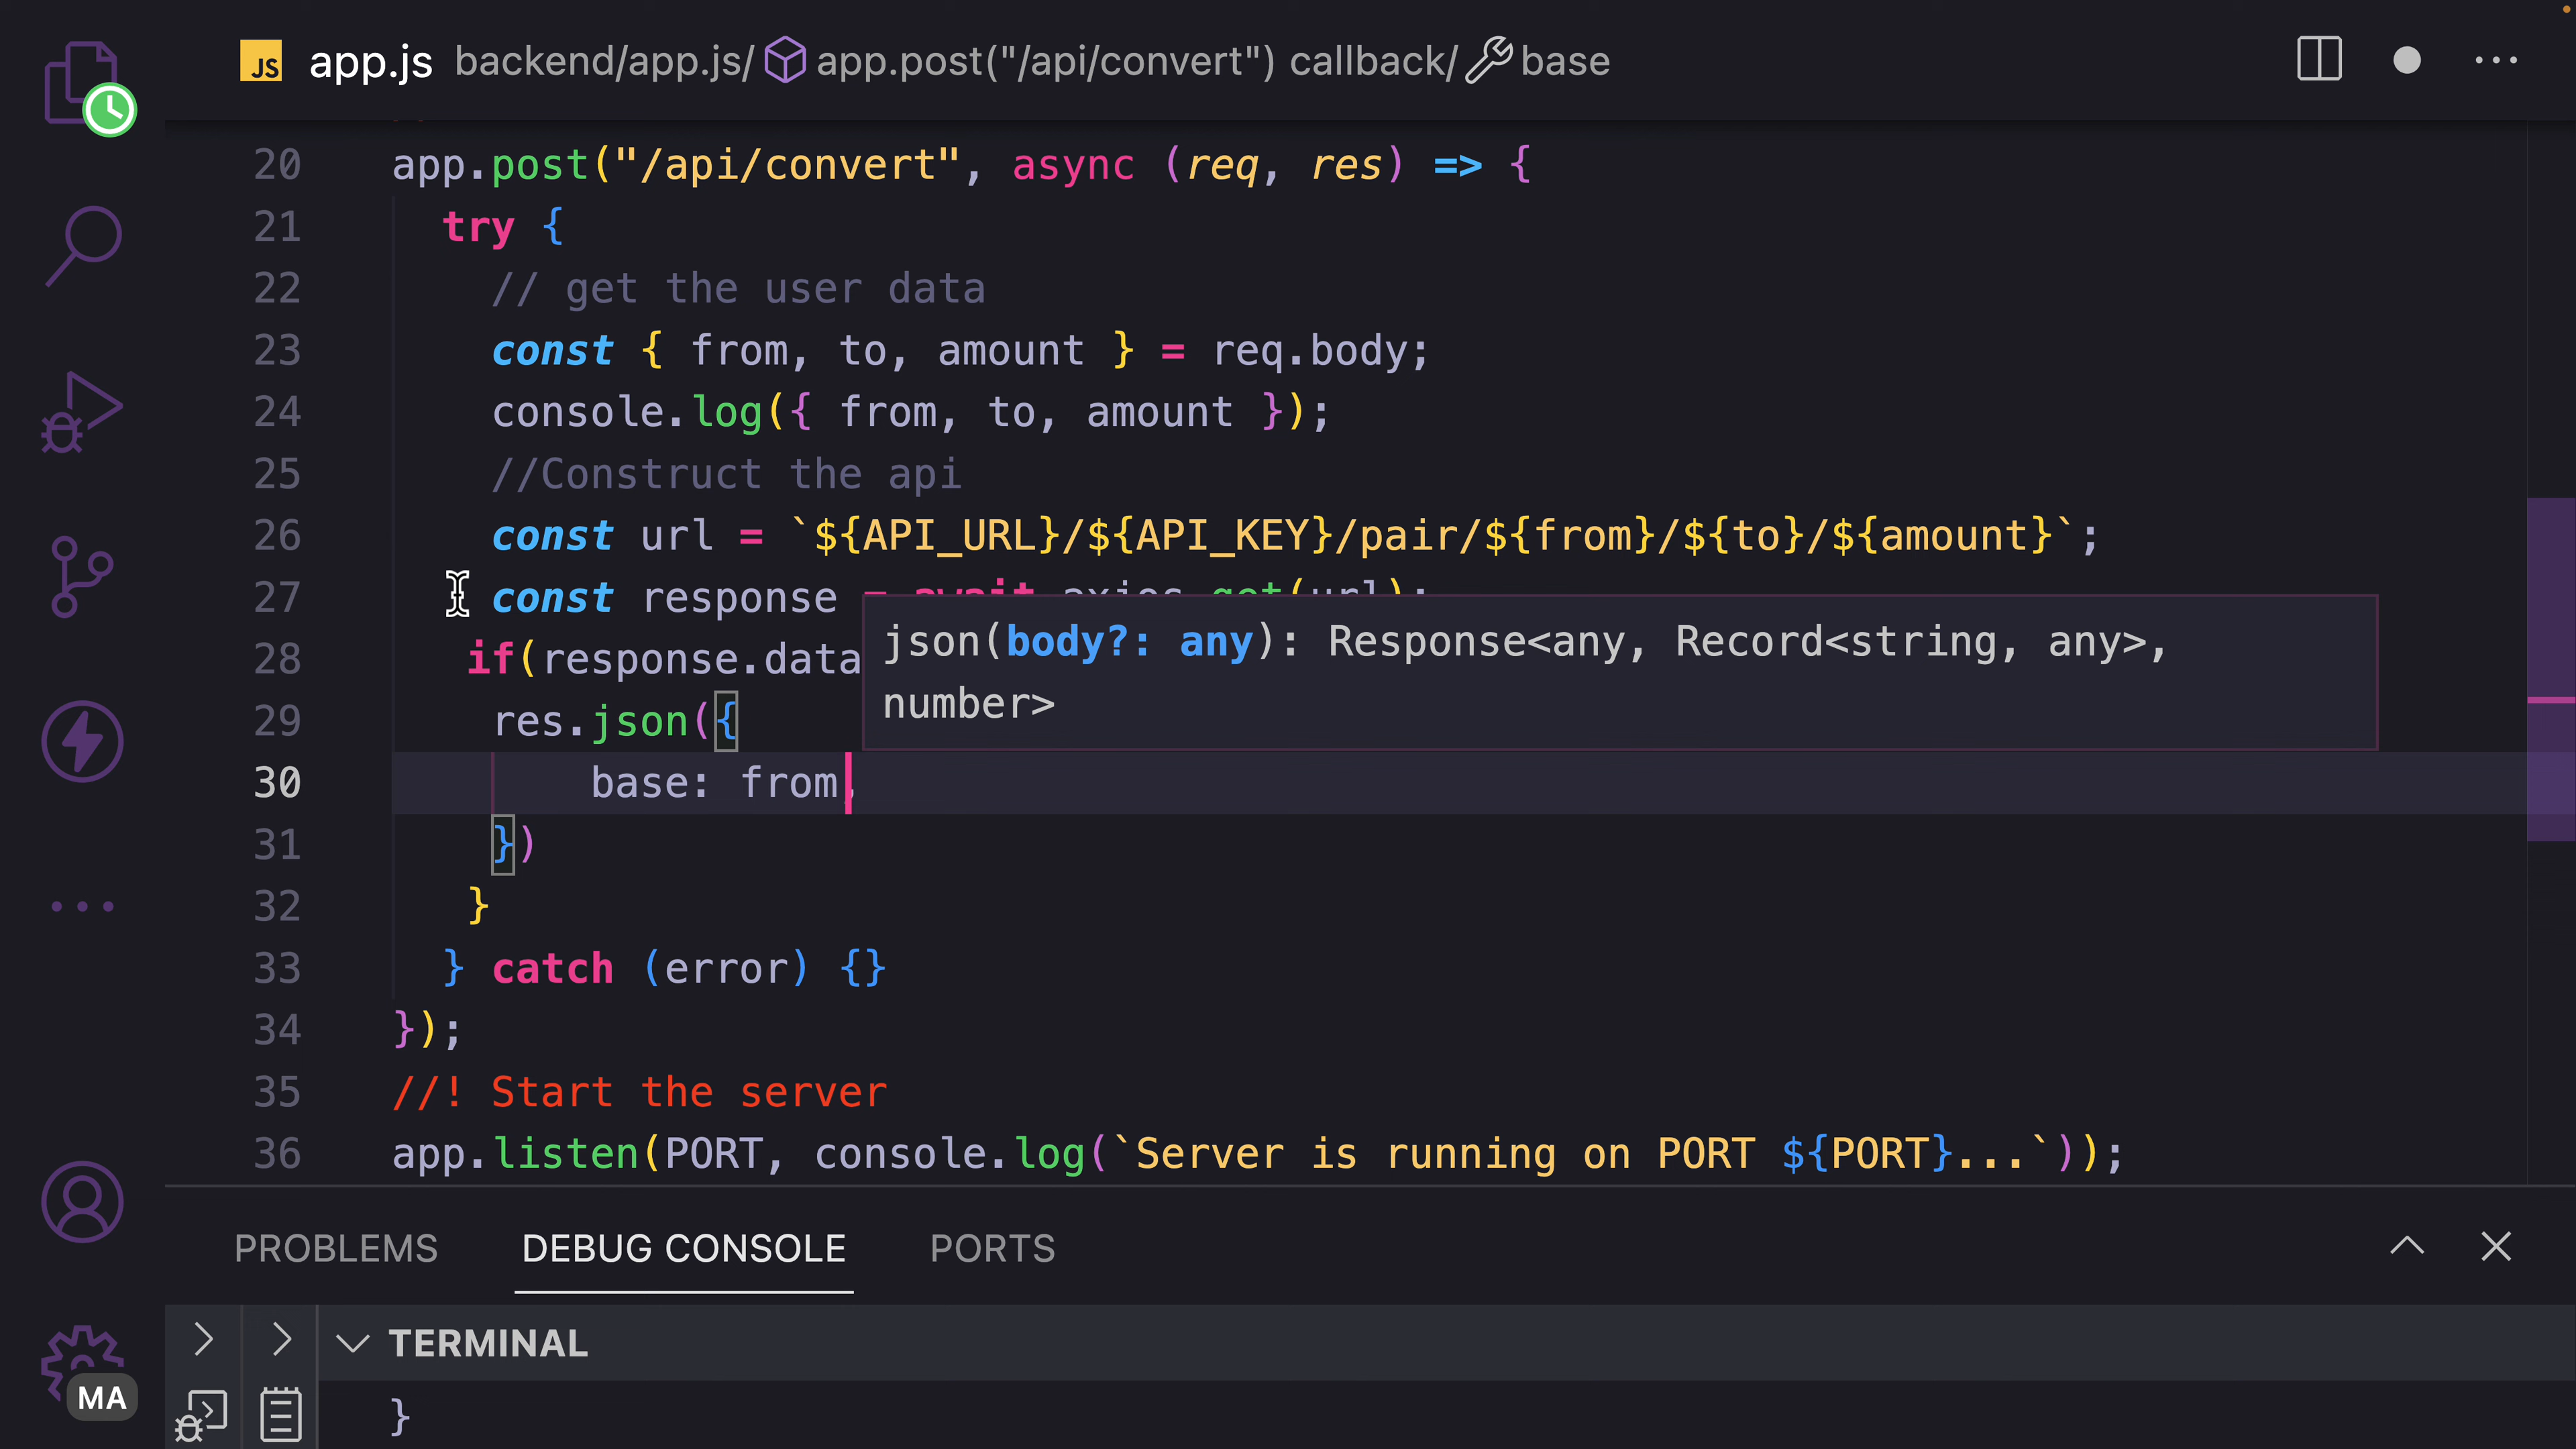 JS app.js backend/app.js/ app.post("/api/convert") callback/ base
20 app.post("/api/convert", async (req, res) => {
21 try {
22 // get the user data
23 const { from, to, amount } = req.body;
24 console.log({ from, to, amount });
25 //Construct the api
26 const url = `${API_URL}/${API_KEY}/pair/${from}/${to}/${amount}`;
27 const response = await axios.get(url);
28 if(response.data
json(body?: any): Response<any, Record<string, any>,
number>
29 res.json({
30 base: from,
31 })
32 }
33 } catch (error) {}
34 });
35 //! Start the server
36 app.listen(PORT, console.log(`Server is running on PORT ${PORT}...`));
PROBLEMS DEBUG CONSOLE PORTS
TERMINAL
MA
}